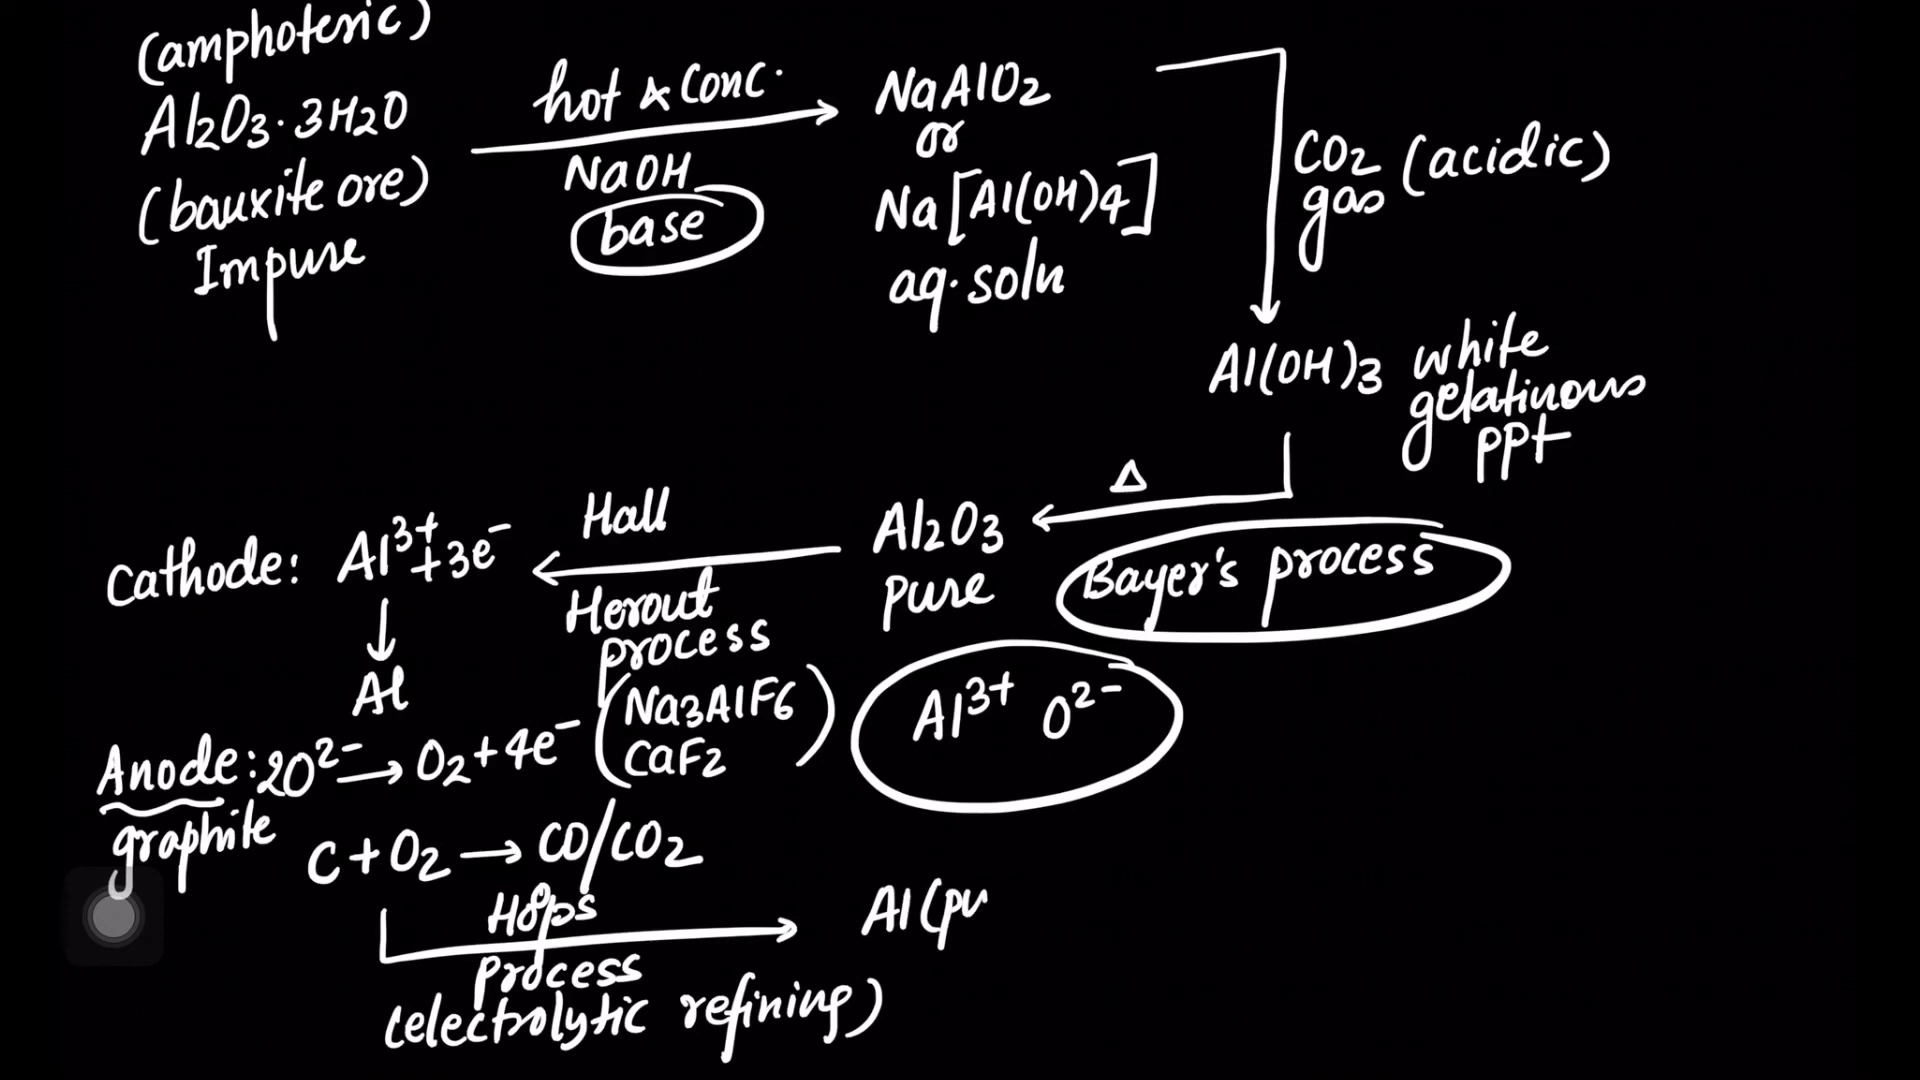 (amphoteric)
Al2O3.3H2O
(bauxite ore)
Impure
hot & conc.
NaOH
base
NaAlO2
or
Na[Al(OH)4]
aq.soln
CO2 (acidic)
gas
Al(OH)3 white
gelatinous
ppt
Δ
Bayer's process
Al2O3
pure
Al3+ O2-
Hall
Herout
process
(Na3AlF6
CaF2)
Cathode: Al3++3e-
↓
Al
Anode: 2O2- → O2+4e-
graphite
C+O2 → CO/CO2
Hops
Process
(electrolytic refining)
Al(pu